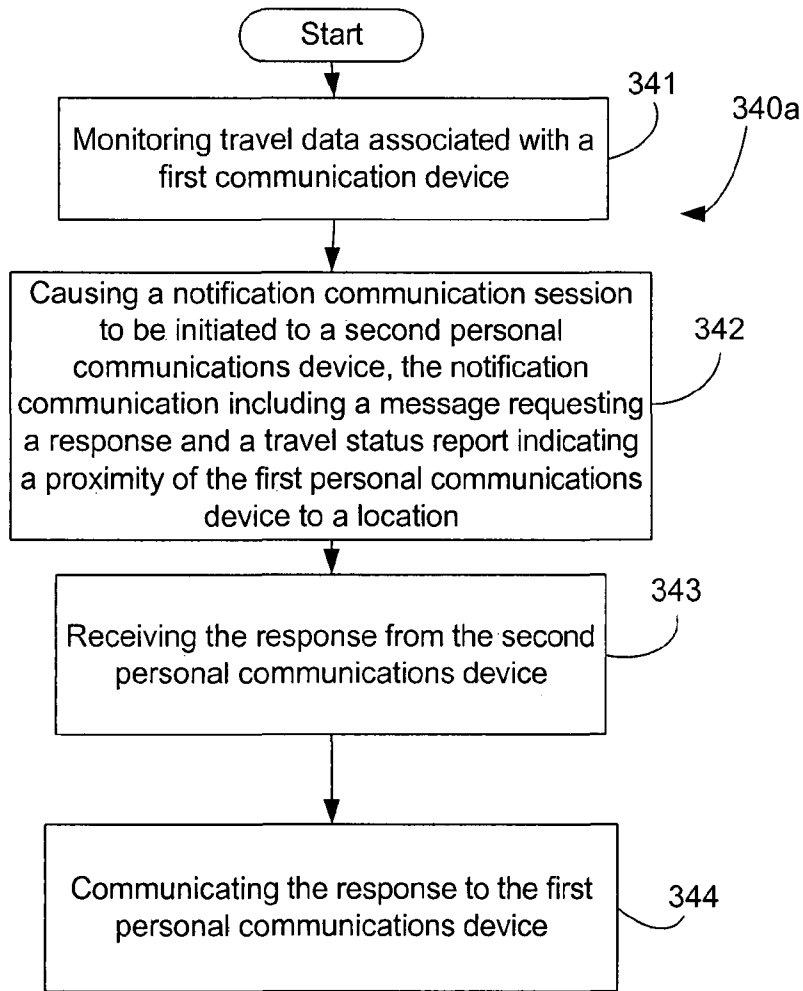 Start
341
340a
Monitoring travel data associated with a
first communication device
Causing a notification communication session
to be initiated to a second personal
communications device, the notification
communication including a message requesting
a response and a travel status report indicating
a proximity of the first personal communications
device to a location
342
343
Receiving the response from the second
personal communications device
Communicating the response to the first
personal communications device
344